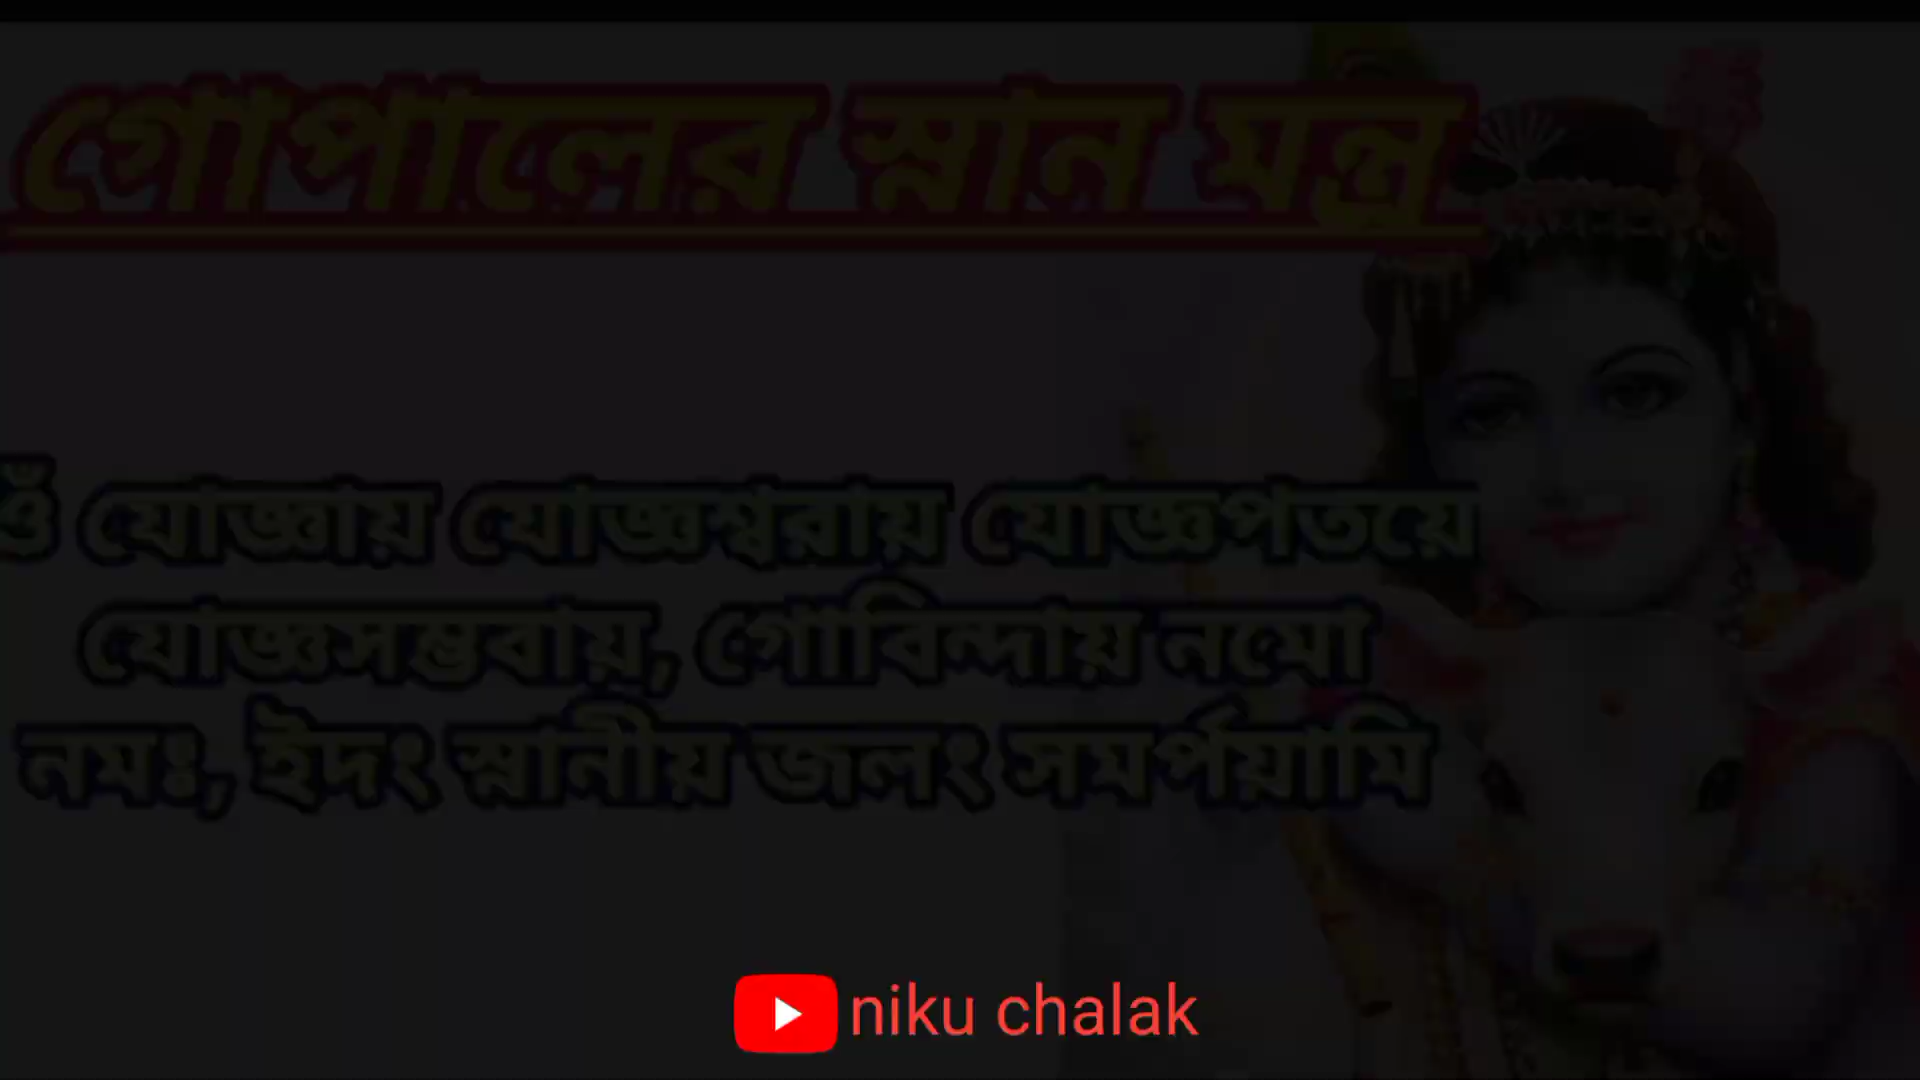 গোপালের স্নান মন্ত্র
ওঁ যোজ্ঞায় যোজ্ঞশ্বরায় যোজ্ঞপতয়ে
যোজ্ঞসম্ভবায়, গোবিন্দায় নমো
নমঃ, ইদং স্নানীয় জলং সমর্পয়ামি
niku chalak